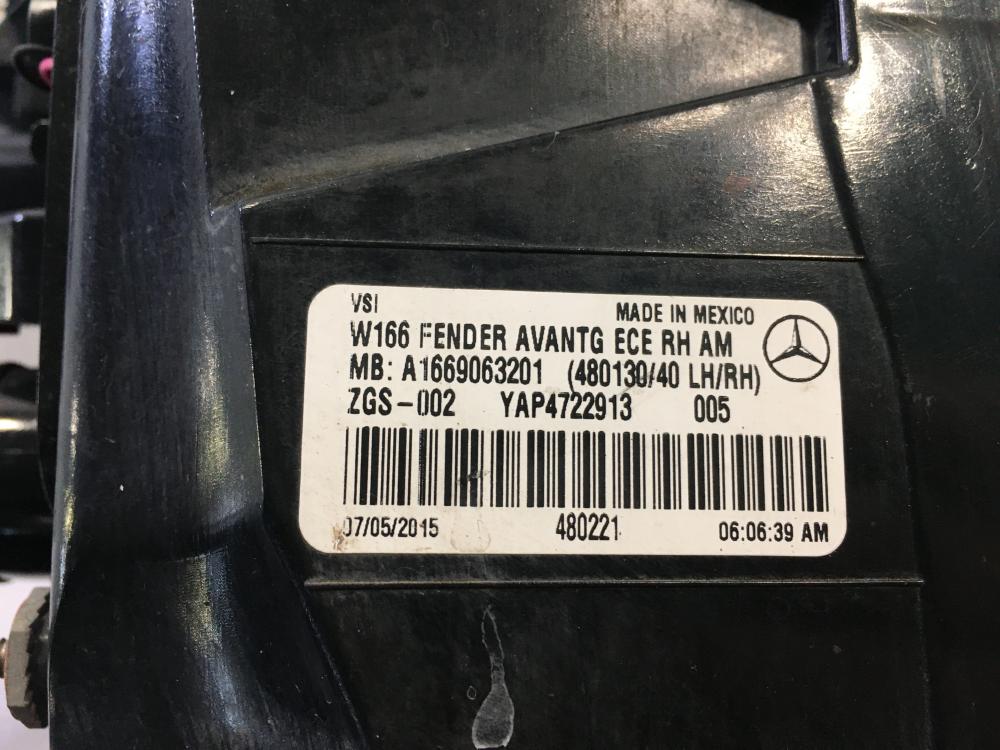 VSI MADE IN MEXICO
W166 FENDER AVANTG ECE RH AM
MB: A1669063201 (480130/40 LH/RH)
ZGS-002 YAP4722913 005
07/05/2015 480221 06:06:39 AM